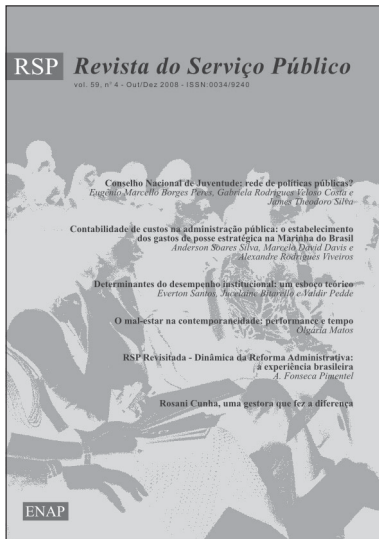 RSP Revista do Serviço Público
vol. 59, nº 4 - Out/Dez 2008 - ISSN:0034/9240
Conselho Nacional de Juventude: rede de políticas públicas?
Eugênio Marcello Borges Peres, Gabriela Rodrigues Veloso Costa e
James Theodoro Silva
Contabilidade de custos na administração pública: o estabelecimento
dos gastos de posse estratégica na Marinha do Brasil
Anderson Soares Silva, Marcelo David Davis e
Alexandre Rodrigues Viveiros
Determinantes do desempenho institucional: um esboço teórico
Everton Santos, Jucelaine Bitarello e Valdir Pedde
O mal-estar na contemporaneidade: performance e tempo
Olgária Matos
RSP Revisitada - Dinâmica da Reforma Administrativa:
a experiência brasileira
A. Fonseca Pimentel
Rosani Cunha, uma gestora que fez a diferença
ENAP